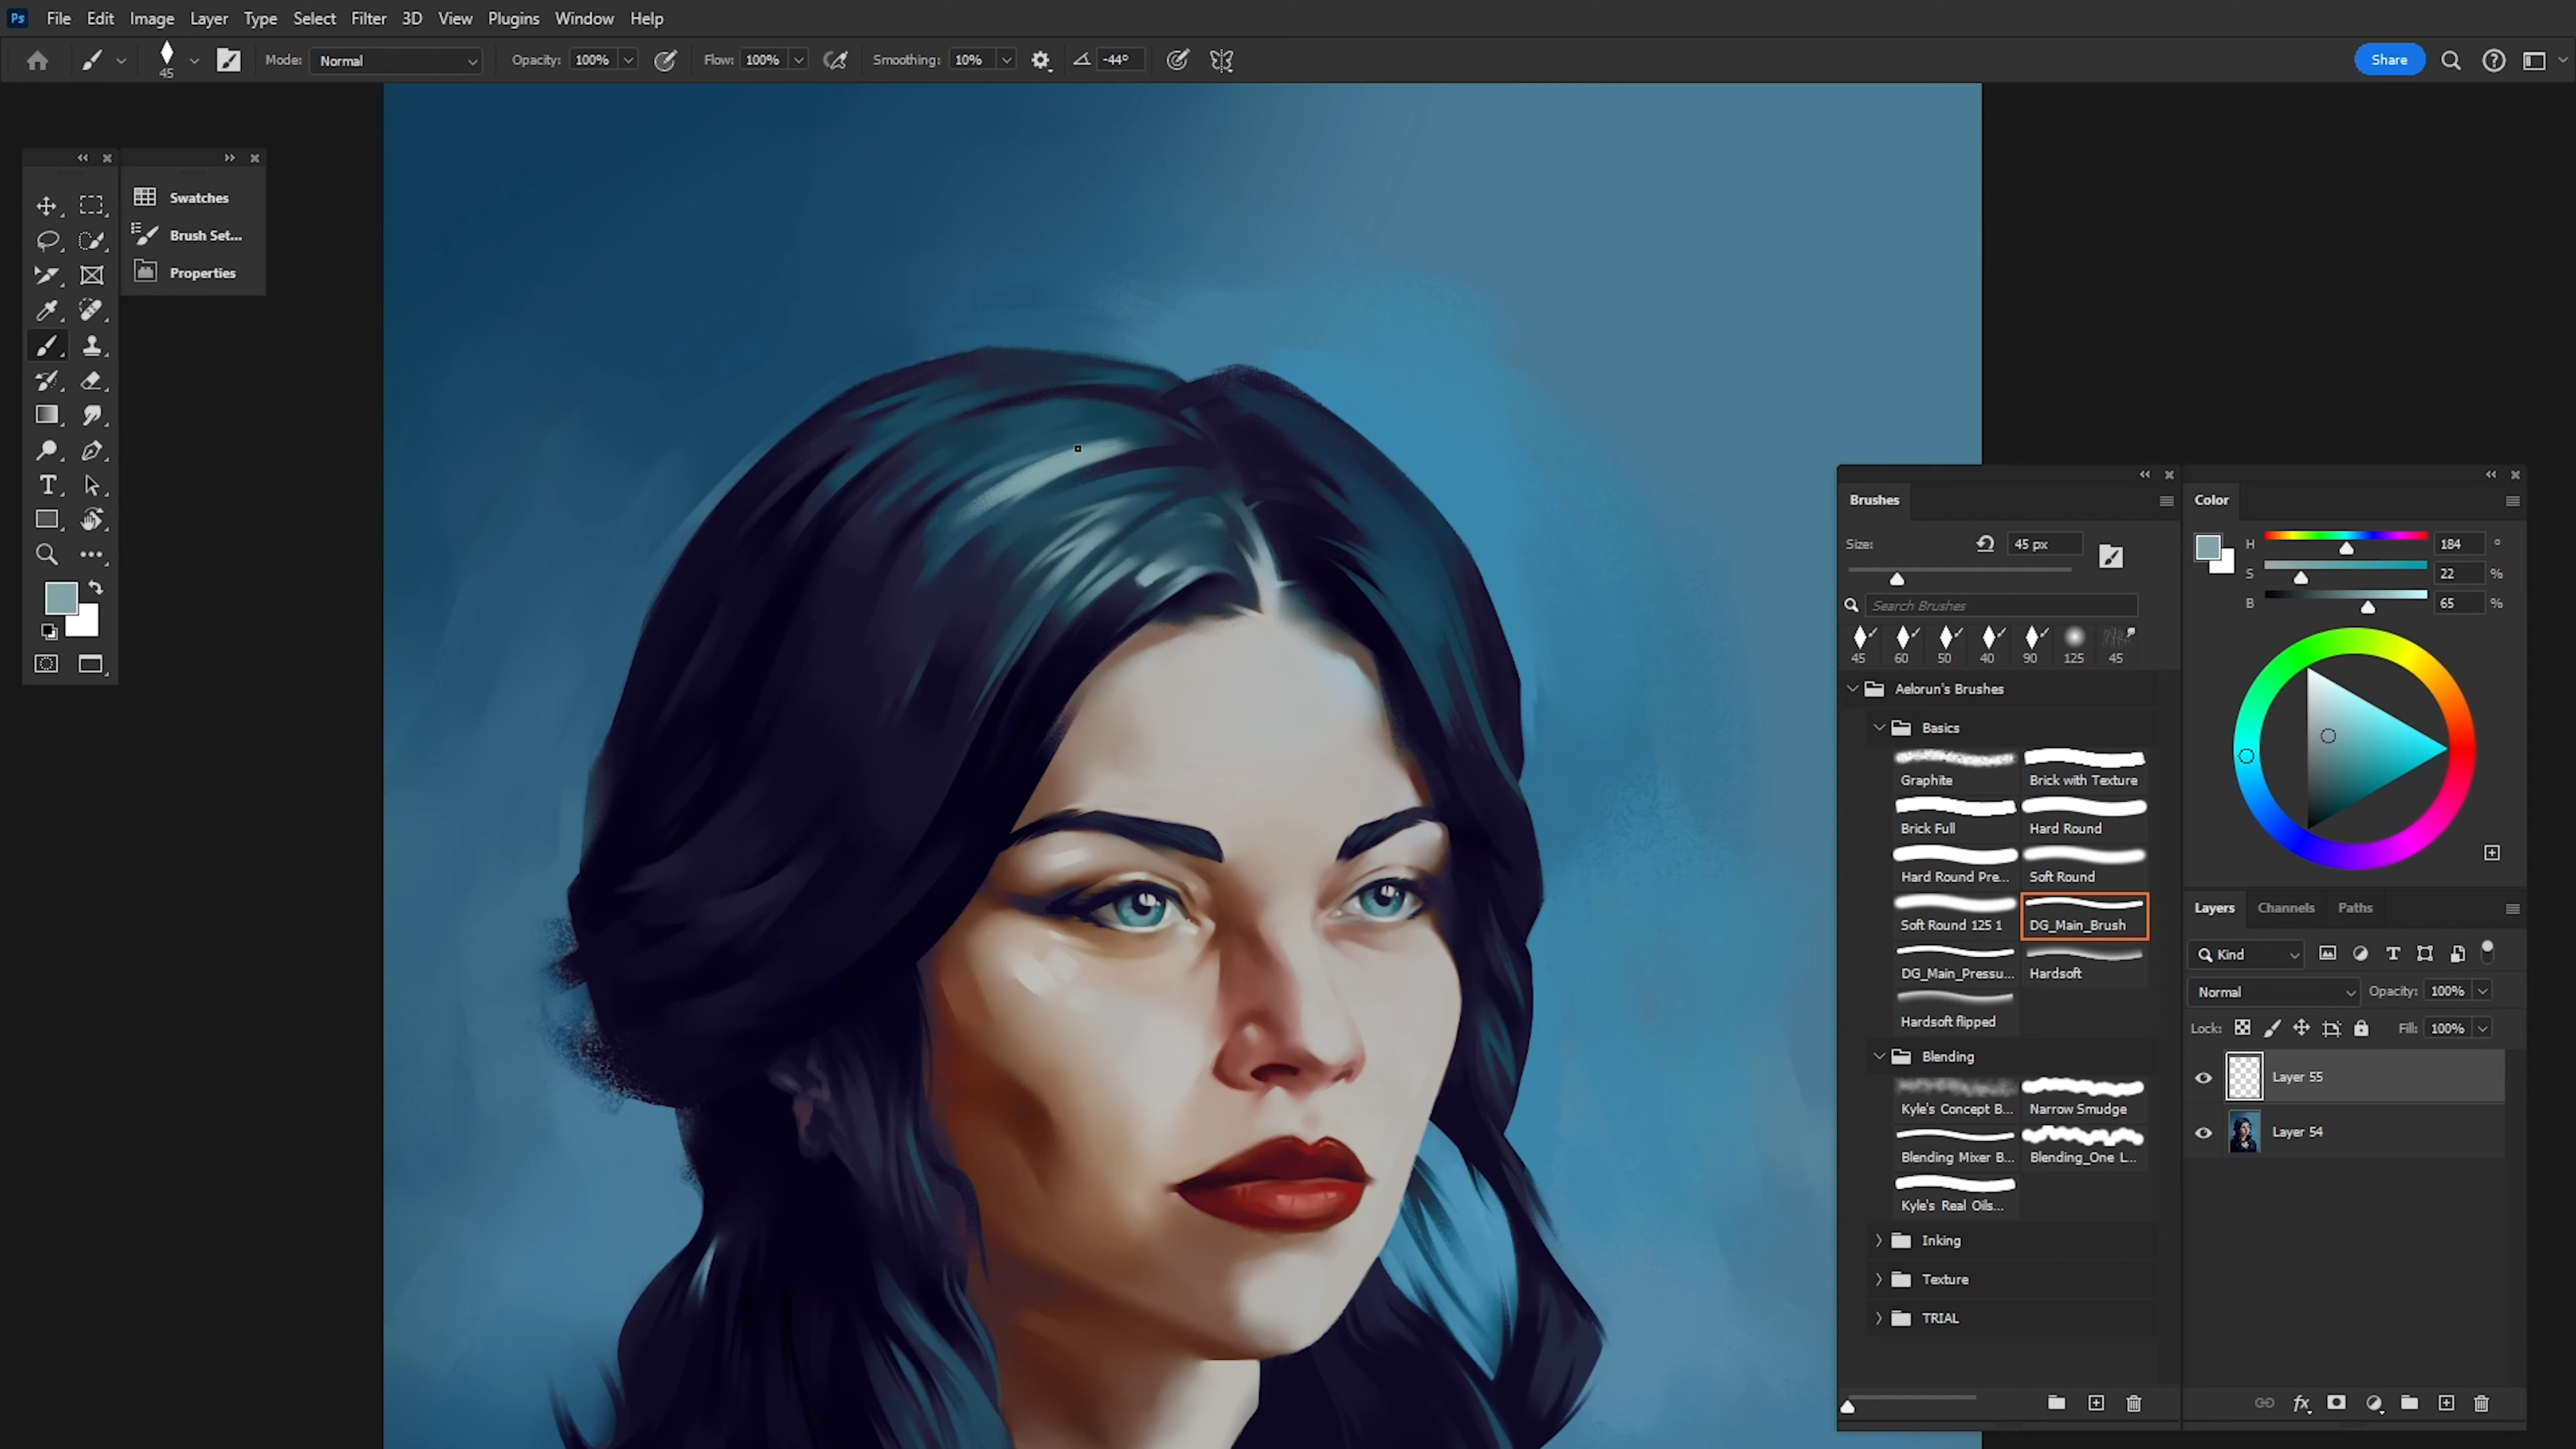 Ps File Edit Image Layer Type Select Filter 3D View Plugins Window Help
45 Mode: Normal Opacity: 100% Flow: 100% Smoothing: 10% -44° Share
Swatches
Brush Set...
Properties
T
Brushes
Size: 45 px
Search Brushes
45 60 50 40 90 125 45
Aelorun's Brushes
Basics
Graphite Brick with Texture
Brick Full Hard Round
Hard Round Pre... Soft Round
Soft Round 125 1 DG_Main_Brush
DG_Main_Pressu... Hardsoft
Hardsoft flipped
Blending
Kyle's Concept B... Narrow Smudge
Blending Mixer B... Blending_One L...
Kyle's Real Oils...
Inking
Texture
TRIAL
Color
H 184 °
S 22 %
B 65 %
Layers Channels Paths
Kind T
Normal Opacity: 100%
Lock: Fill: 100%
Layer 55
Layer 54
fx